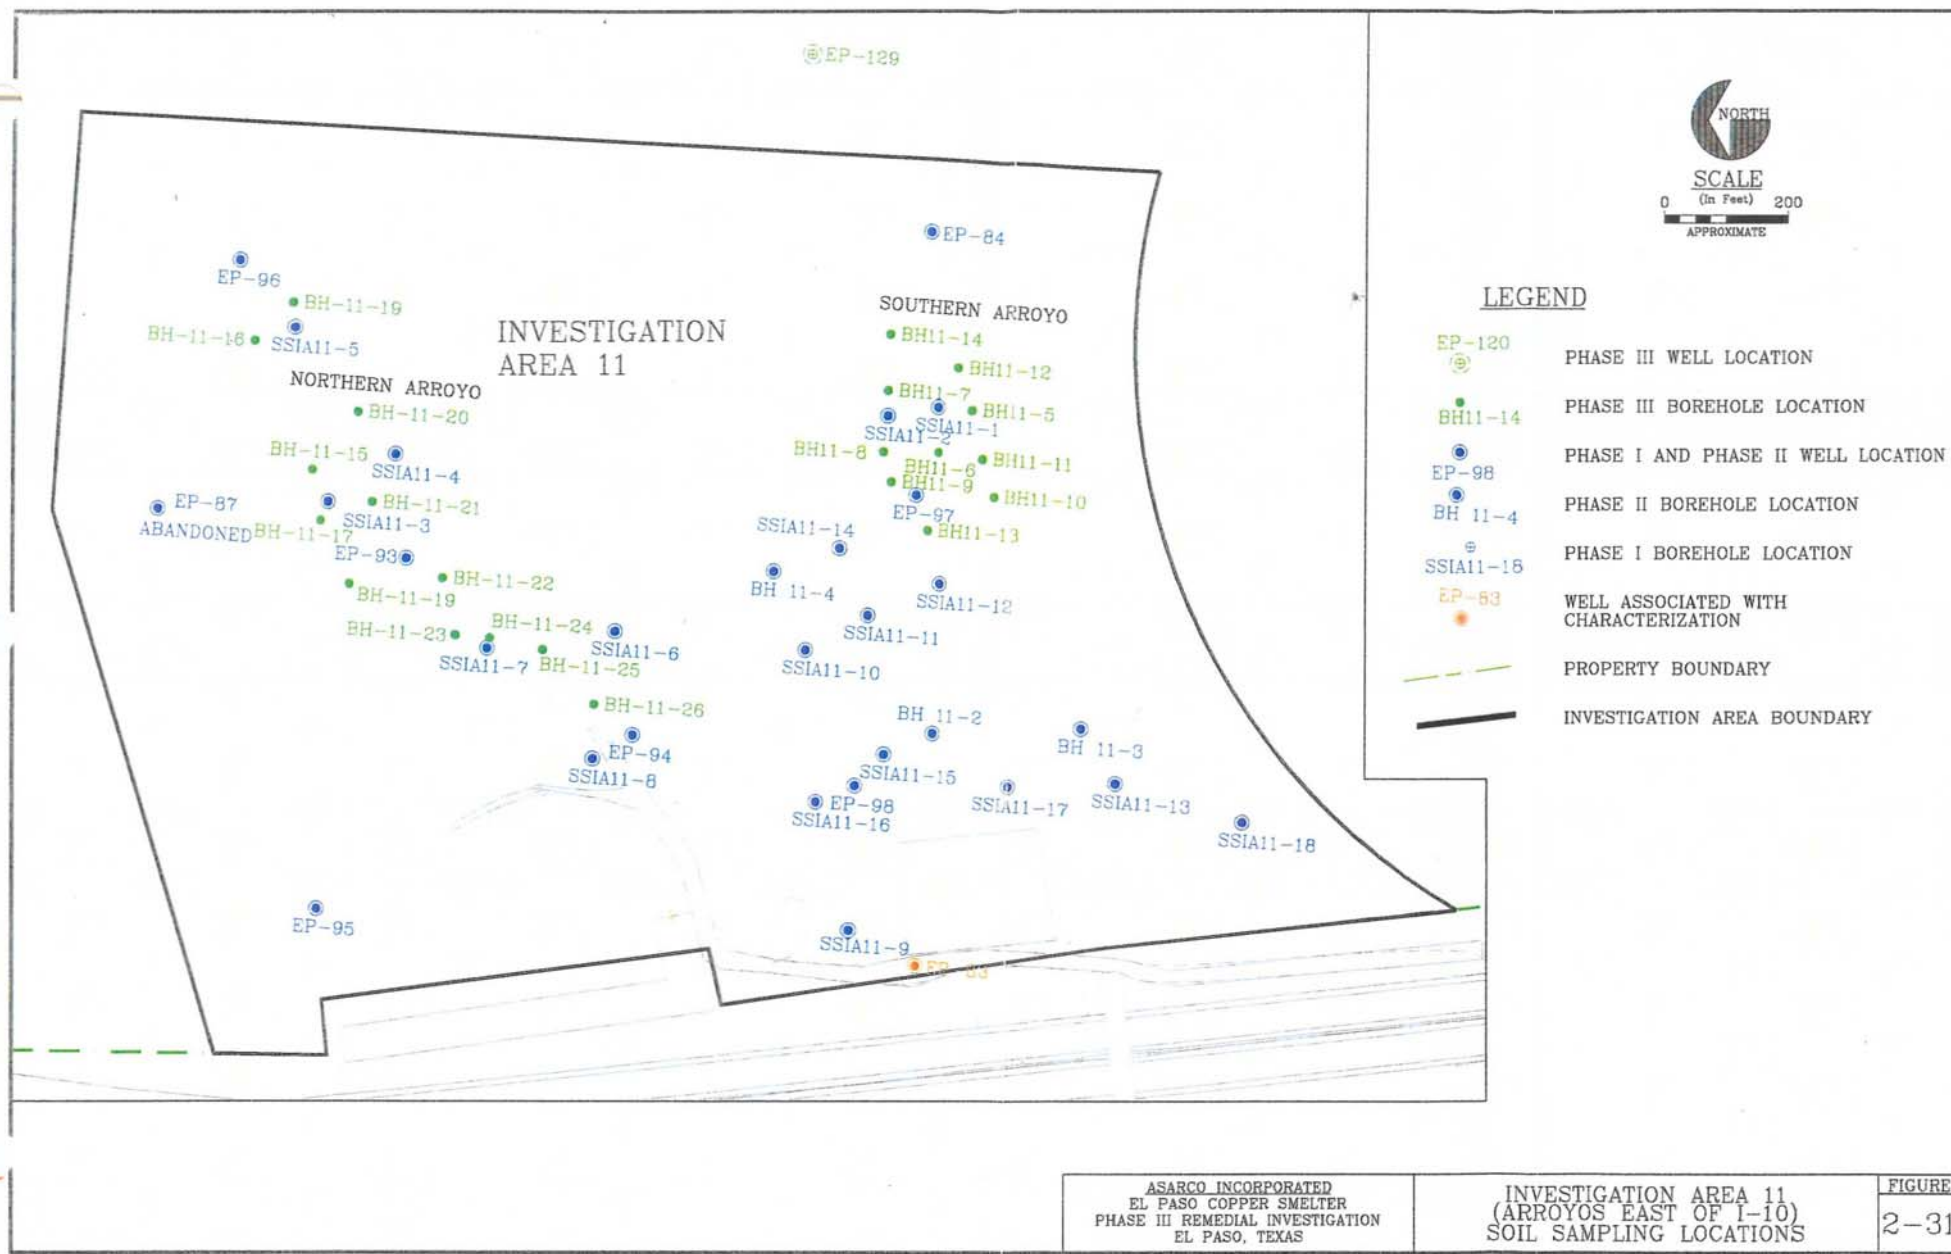 EP-129
NORTH
SCALE
(In Feet)
0 200
APPROXIMATE
EP-84
EP-96
BH-11-19
SOUTHERN ARROYO
LEGEND
INVESTIGATION
AREA 11
BH-11-16
SSIA11-5
BH11-14
EP-120
PHASE III WELL LOCATION
NORTHERN ARROYO
BH11-12
BH-11-20
BH11-7
BH11-5
SSIA11-1
SSIA11-2
BH11-14
PHASE III BOREHOLE LOCATION
BH-11-15
SSIA11-4
BH11-8
BH11-6
BH11-11
EP-98
PHASE I AND PHASE II WELL LOCATION
EP-87
ABANDONED
SSIA11-3
BH-11-21
BH11-9
BH11-10
EP-97
BH 11-4
PHASE II BOREHOLE LOCATION
BH-11-17
EP-93
SSIA11-14
BH11-13
SSIA11-18
PHASE I BOREHOLE LOCATION
BH-11-22
BH-11-19
BH 11-4
SSIA11-12
WELL ASSOCIATED WITH
CHARACTERIZATION
BH-11-23
BH-11-24
SSIA11-6
SSIA11-11
SSIA11-7
BH-11-25
SSIA11-10
PROPERTY BOUNDARY
BH-11-26
BH 11-2
INVESTIGATION AREA BOUNDARY
EP-94
BH 11-3
SSIA11-8
SSIA11-15
EP-98
SSIA11-16
SSIA11-17
SSIA11-13
SSIA11-18
EP-95
SSIA11-9
ASARCO INCORPORATED
EL PASO COPPER SMELTER
PHASE III REMEDIAL INVESTIGATION
EL PASO, TEXAS
INVESTIGATION AREA 11
(ARROYOS EAST OF I-10)
SOIL SAMPLING LOCATIONS
FIGURE
2-31